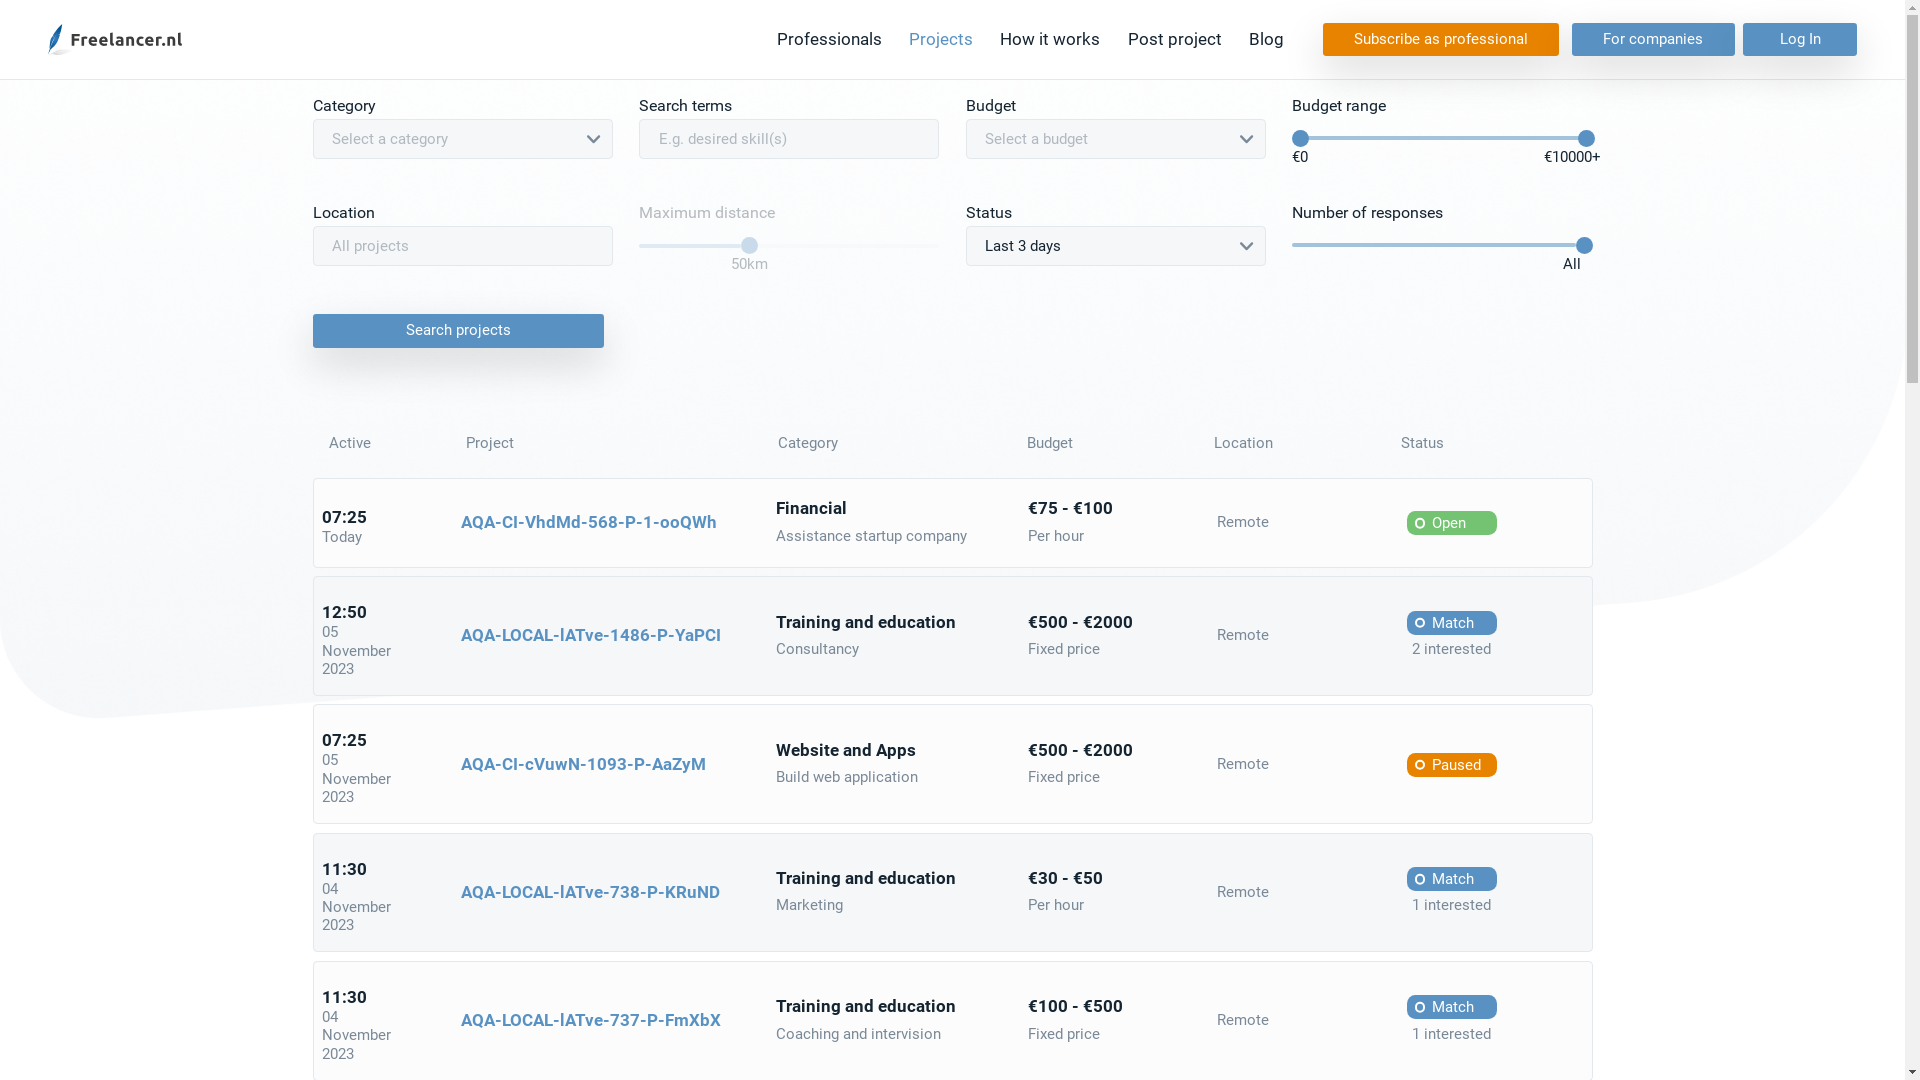 Freelancer.nl
Professionals Projects How it works Post project Blog Subscribe as professional For companies Log In
Category Search terms Budget Budget range
Select a category E.g. desired skill(s) Select a budget
€0 €10000+
Location Maximum distance Status Number of responses
All projects Last 3 days
50km All
Search projects
Active Project Category Budget Location Status
07:25
Today
AQA-CI-VhdMd-568-P-1-ooQWh
Financial
Assistance startup company
€75 - €100
Per hour
Remote
Open
12:50
05
November
2023
AQA-LOCAL-lATve-1486-P-YaPCI
Training and education
Consultancy
€500 - €2000
Fixed price
Remote
Match
2 interested
07:25
05
November
2023
AQA-CI-cVuwN-1093-P-AaZyM
Website and Apps
Build web application
€500 - €2000
Fixed price
Remote
Paused
11:30
04
November
2023
AQA-LOCAL-lATve-738-P-KRuND
Training and education
Marketing
€30 - €50
Per hour
Remote
Match
1 interested
11:30
04
November
2023
AQA-LOCAL-lATve-737-P-FmXbX
Training and education
Coaching and intervision
€100 - €500
Fixed price
Remote
Match
1 interested